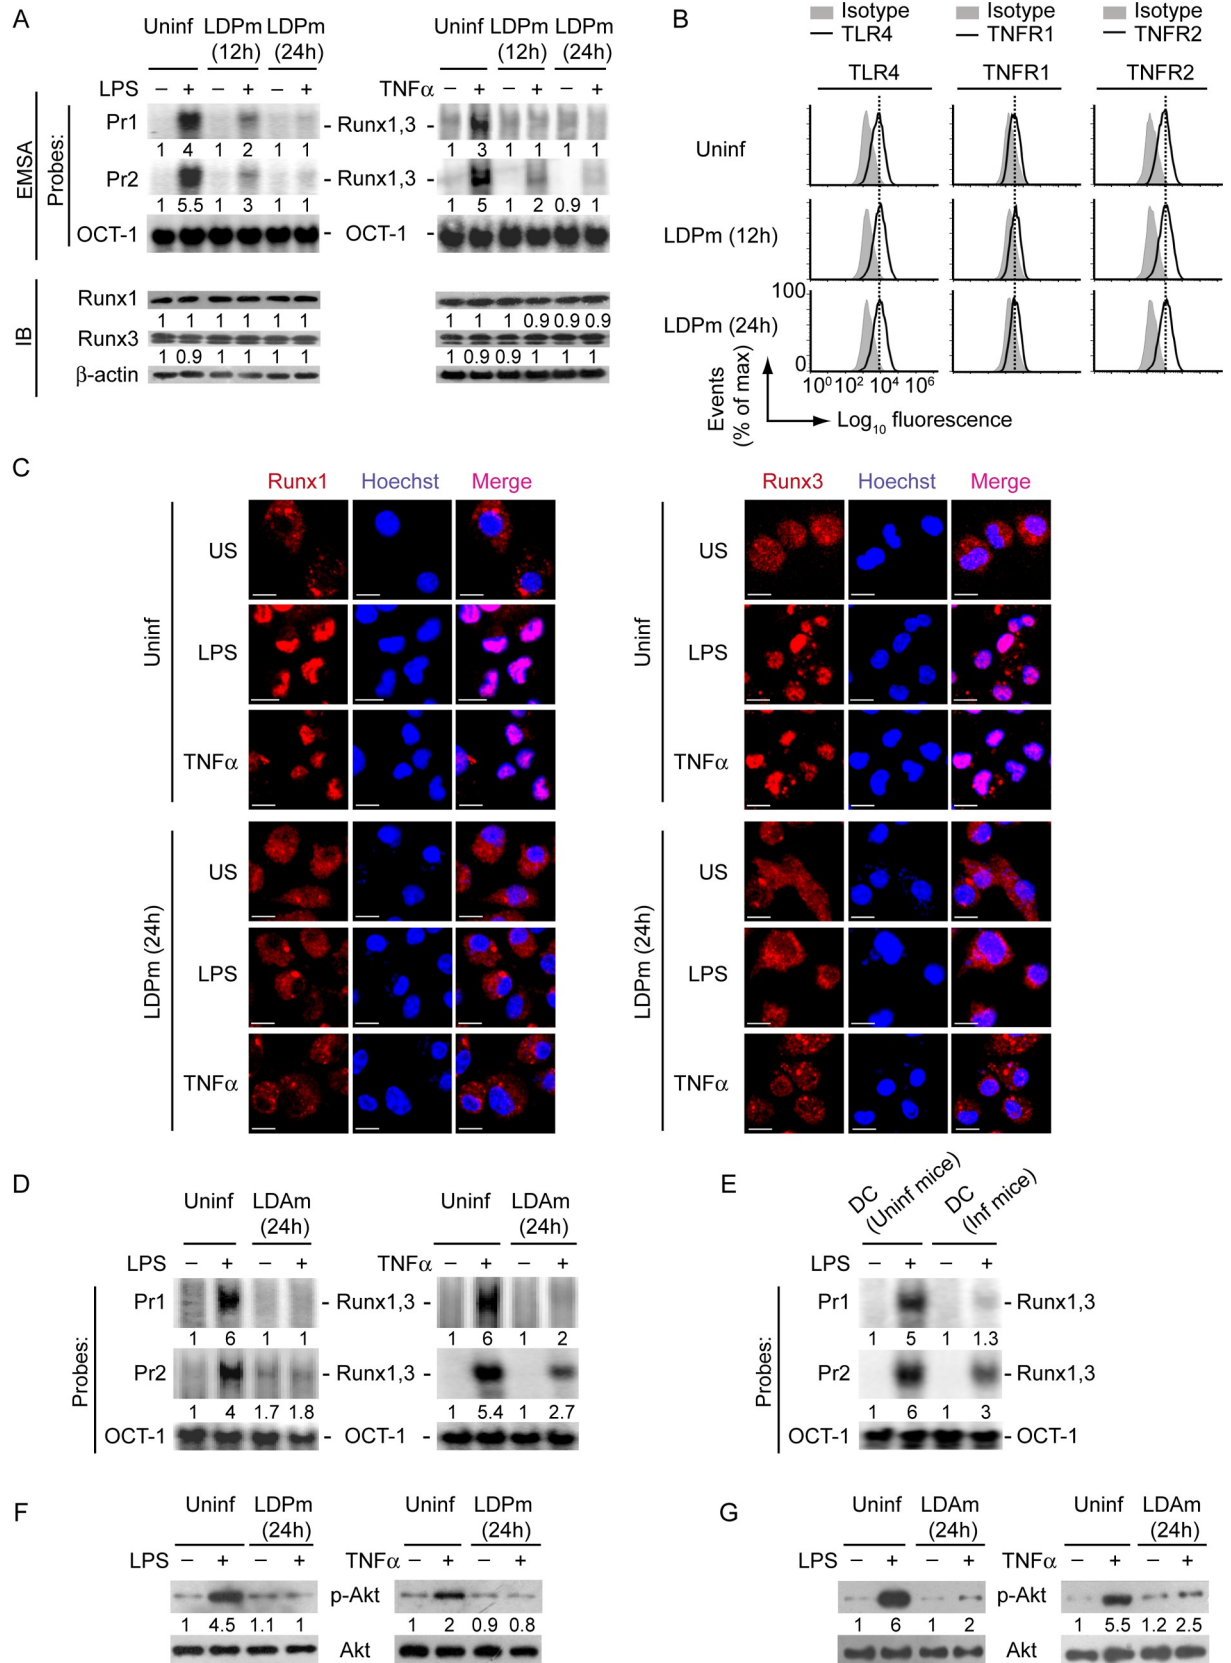 A
Uninf LDPm (12h) LDPm (24h)
Uninf LDPm (12h) LDPm (24h)
LPS – + – + – +
TNFα – + – + – +
EMSA
Probes:
Pr1 - Runx1,3 -
1 4 1 2 1 1
1 3 1 1 1 1
Pr2 - Runx1,3 -
1 5.5 1 3 1 1
1 5 1 2 0.9 1
OCT-1 - OCT-1 -
IB
Runx1
1 1 1 1 1 1
1 1 1 0.9 0.9 0.9
Runx3
1 0.9 1 1 1 1
1 0.9 0.9 1 1 1
β-actin
B
Isotype Isotype Isotype
TLR4 TNFR1 TNFR2
TLR4 TNFR1 TNFR2
Uninf
LDPm (12h)
LDPm (24h)
100
0
10⁰ 10² 10⁴ 10⁶
Events (% of max)
Log₁₀ fluorescence
C
Runx1 Hoechst Merge
Runx3 Hoechst Merge
Uninf
US
LPS
TNFα
Uninf
US
LPS
TNFα
LDPm (24h)
US
LPS
TNFα
LDPm (24h)
US
LPS
TNFα
D
Uninf LDAm (24h)
Uninf LDAm (24h)
LPS – + – +
TNFα – + – +
Probes:
Pr1 - Runx1,3 -
1 6 1 1
1 6 1 2
Pr2 - Runx1,3 -
1 4 1.7 1.8
1 5.4 1 2.7
OCT-1 - OCT-1 -
E
DC (Uninf mice)
DC (Inf mice)
LPS – + – +
Probes:
Pr1 - Runx1,3
1 5 1 1.3
Pr2 - Runx1,3
1 6 1 3
OCT-1 - OCT-1
F
Uninf LDPm (24h)
Uninf LDPm (24h)
LPS – + – +
TNFα – + – +
p-Akt
1 4.5 1.1 1
1 2 0.9 0.8
Akt
G
Uninf LDAm (24h)
Uninf LDAm (24h)
LPS – + – +
TNFα – + – +
p-Akt
1 6 1 2
1 5.5 1.2 2.5
Akt